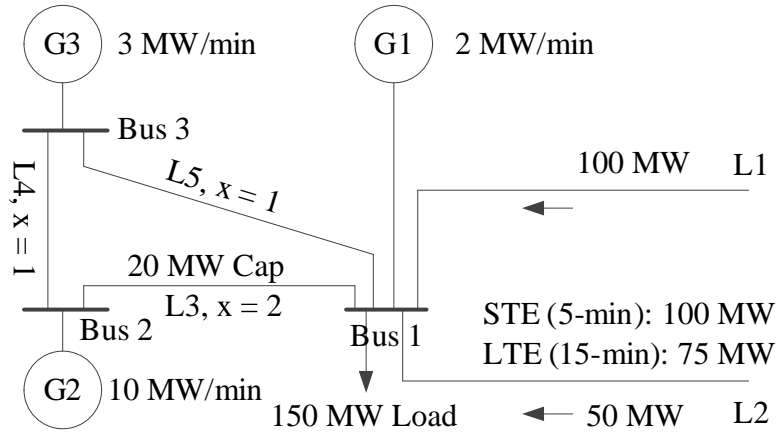 G3 3 MW/min
G1 2 MW/min
Bus 3
100 MW L1
L5, x = 1
L4, x = 1
20 MW Cap
L3, x = 2
Bus 2
Bus 1
STE (5-min): 100 MW
LTE (15-min): 75 MW
G2 10 MW/min
150 MW Load
50 MW L2